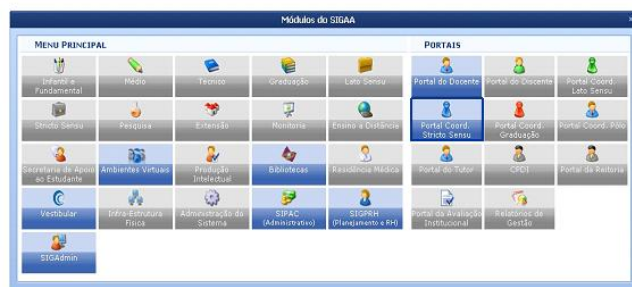 Módulos do SIGAA
MENU PRINCIPAL
PORTAIS
Infantil e
Fundamental
Médio
Técnico
Graduação
Lato Sensu
Portal do Docente
Portal do Discente
Portal Coord.
Lato Sensu
Stricto Sensu
Pesquisa
Extensão
Monitoria
Ensino a Distância
Portal Coord.
Stricto Sensu
Portal Coord.
Graduação
Portal Coord. Pólo
Secretaria de Apoio
ao Estudante
Ambientes Virtuais
Produção
Intelectual
Bibliotecas
Residência Médica
Portal do Tutor
CPDI
Portal da Reitoria
Vestibular
Infra-Estrutura
Física
Administração do
Sistema
SIPAC
(Administrativo)
SIGPRH
(Planejamento e RH)
Portal da Avaliação
Institucional
Relatórios de
Gestão
SIGAdmin